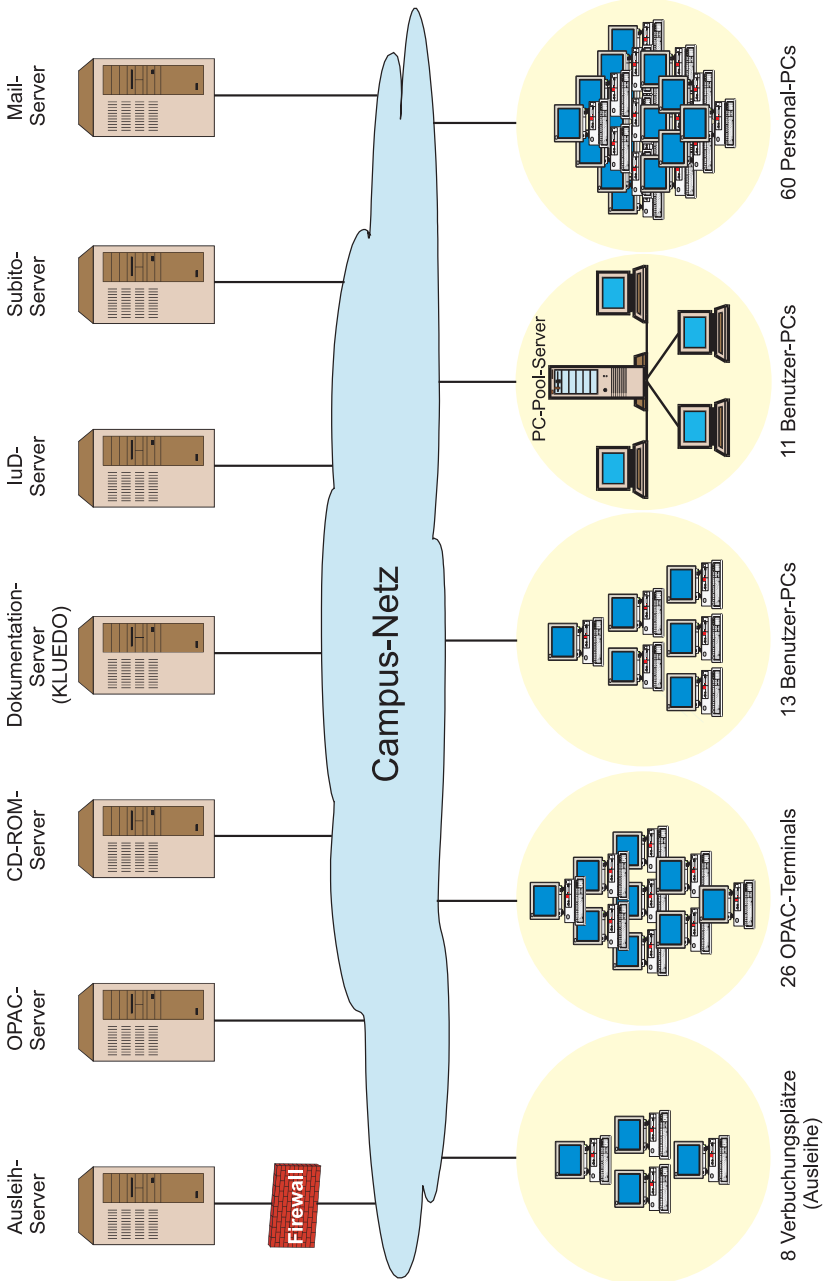 Ausleih-
Server
OPAC-
Server
CD-ROM-
Server
Dokumentation-
Server
(KLUEDO)
IuD-
Server
Subito-
Server
Mail-
Server
Firewall
Campus-Netz
PC-Pool-Server
8 Verbuchungsplätze
(Ausleihe)
26 OPAC-Terminals
13 Benutzer-PCs
11 Benutzer-PCs
60 Personal-PCs